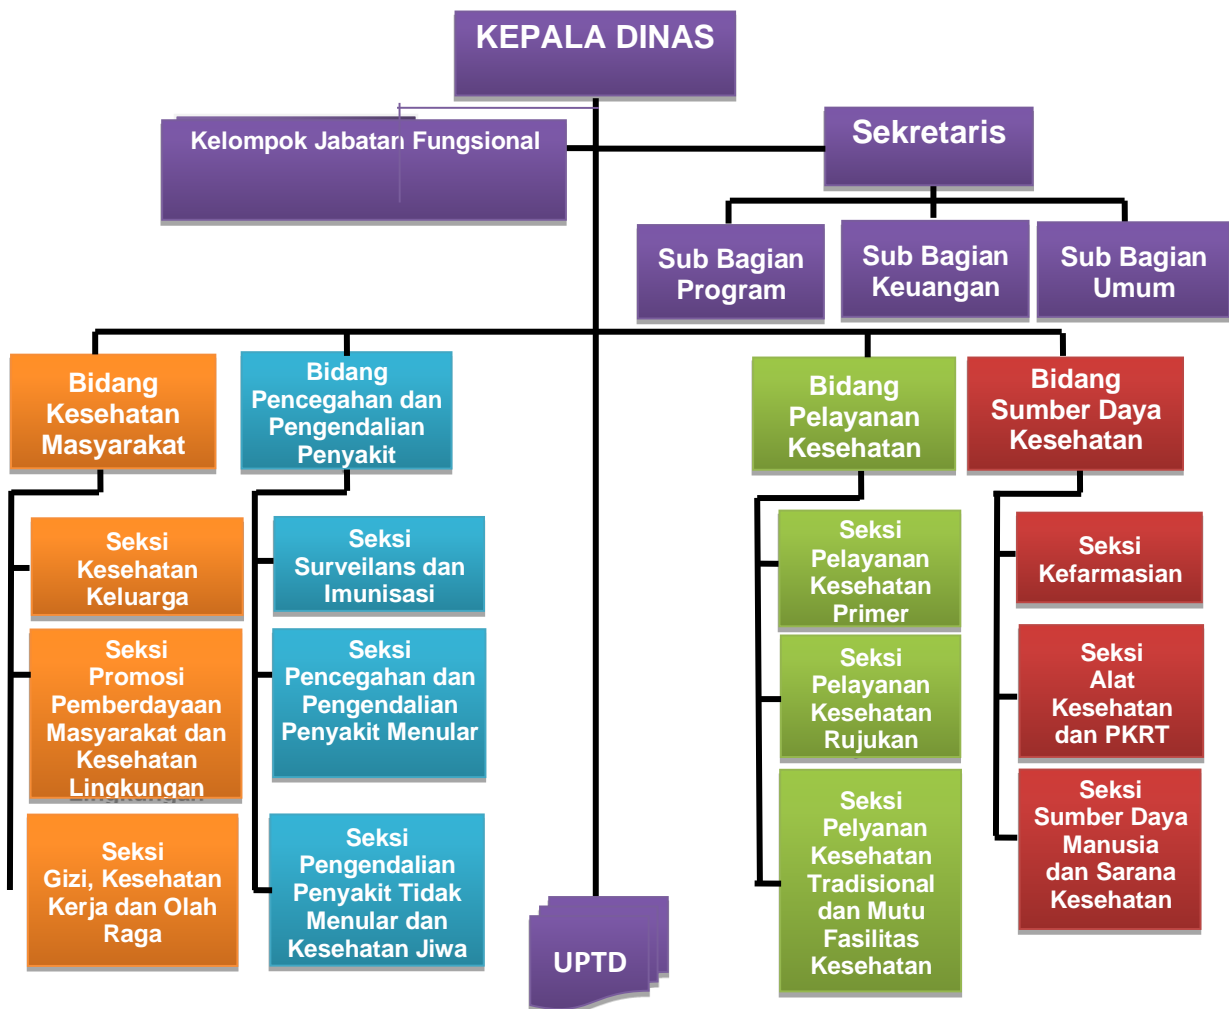 KEPALA DINAS
Kelompok Jabatan Fungsional
Sekretaris
Sub Bagian
Program
Sub Bagian
Keuangan
Sub Bagian
Umum
Bidang
Kesehatan
Masyarakat
Bidang
Pencegahan dan
Pengendalian
Penyakit
Bidang
Pelayanan
Kesehatan
Bidang
Sumber Daya
Kesehatan
Seksi
Kesehatan
Keluarga
Seksi
Promosi
Pemberdayaan
Masyarakat dan
Kesehatan
Lingkungan
Seksi
Gizi, Kesehatan
Kerja dan Olah
Raga
Seksi
Surveilans dan
Imunisasi
Seksi
Pencegahan dan
Pengendalian
Penyakit Menular
Seksi
Pengendalian
Penyakit Tidak
Menular dan
Kesehatan Jiwa
Seksi
Pelayanan
Kesehatan
Primer
Seksi
Pelayanan
Kesehatan
Rujukan
Seksi
Pelyanan
Kesehatan
Tradisional
dan Mutu
Fasilitas
Kesehatan
Seksi
Kefarmasian
Seksi
Alat
Kesehatan
dan PKRT
Seksi
Sumber Daya
Manusia
dan Sarana
Kesehatan
UPTD